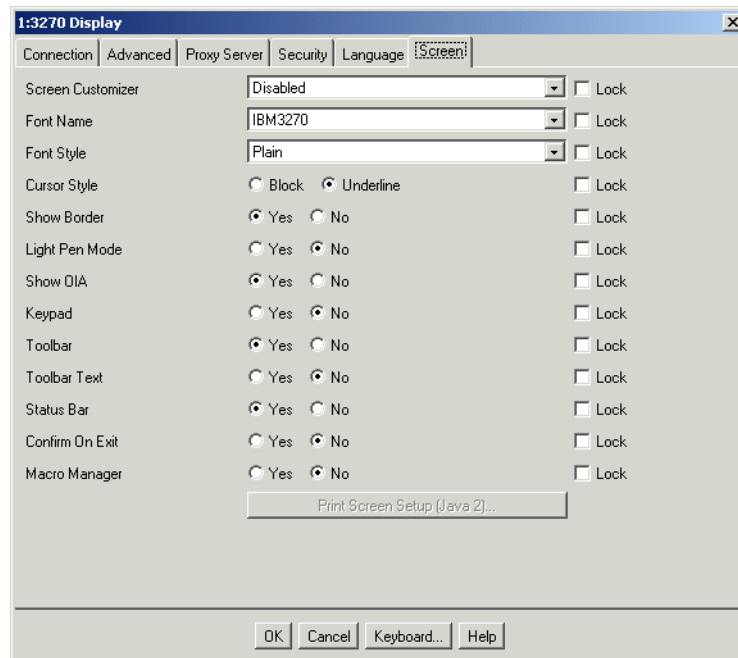 1:3270 Display
Connection Advanced Proxy Server Security Language Screen
Screen Customizer Disabled Lock
Font Name IBM3270 Lock
Font Style Plain Lock
Cursor Style Block Underline Lock
Show Border Yes No Lock
Light Pen Mode Yes No Lock
Show OIA Yes No Lock
Keypad Yes No Lock
Toolbar Yes No Lock
Toolbar Text Yes No Lock
Status Bar Yes No Lock
Confirm On Exit Yes No Lock
Macro Manager Yes No Lock
Print Screen Setup (Java 2)...
OK Cancel Keyboard... Help